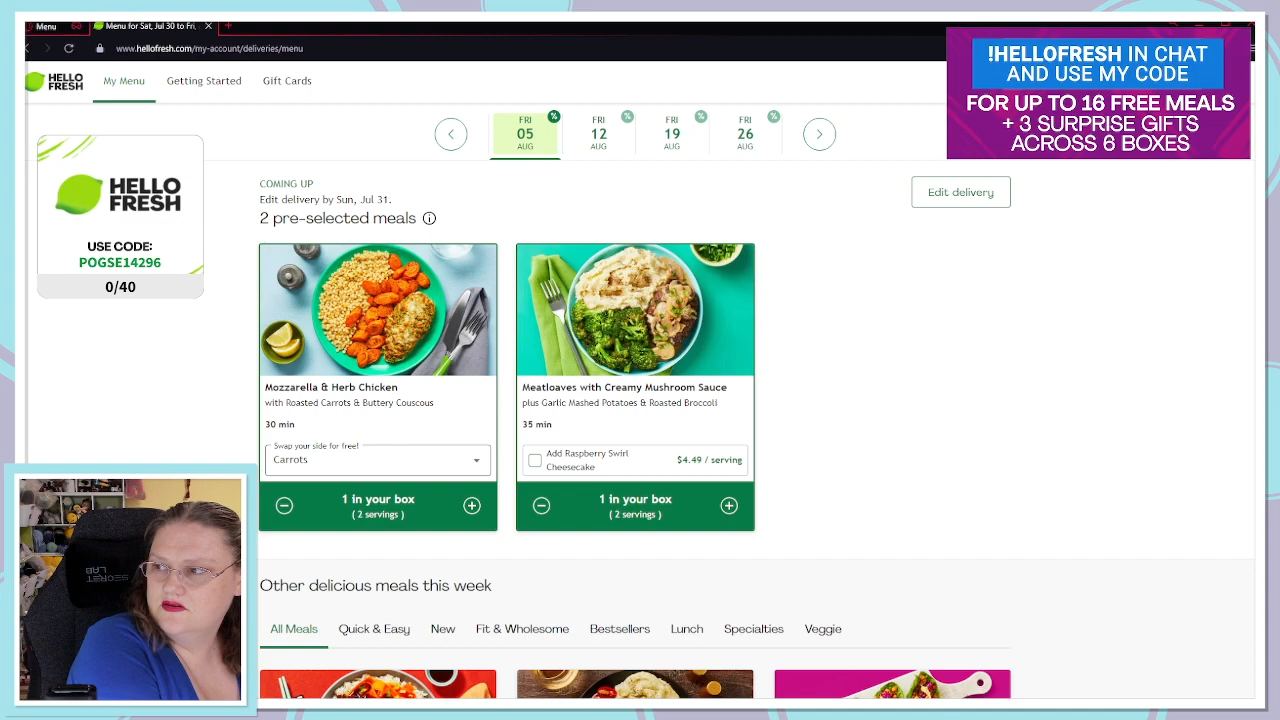 Menu
Menu for Sat, Jul 30 to Fri,
www.hellofresh.com/my-account/deliveries/menu
!HELLOFRESH IN CHAT
AND USE MY CODE
FOR UP TO 16 FREE MEALS
+ 3 SURPRISE GIFTS
ACROSS 6 BOXES
HELLO
FRESH
My Menu
Getting Started
Gift Cards
FRI
05
AUG
%
FRI
12
AUG
%
FRI
19
AUG
%
FRI
26
AUG
%
HELLO
FRESH
USE CODE:
POGSE14296
0/40
COMING UP
Edit delivery by Sun, Jul 31.
2 pre-selected meals
Edit delivery
Mozzarella & Herb Chicken
with Roasted Carrots & Buttery Couscous
30 min
Swap your side for free!
Carrots
1 in your box
( 2 servings )
Meatloaves with Creamy Mushroom Sauce
plus Garlic Mashed Potatoes & Roasted Broccoli
35 min
Add Raspberry Swirl
Cheesecake
$4.49 / serving
1 in your box
( 2 servings )
SECRET
LAB
Other delicious meals this week
All Meals
Quick & Easy
New
Fit & Wholesome
Bestsellers
Lunch
Specialties
Veggie